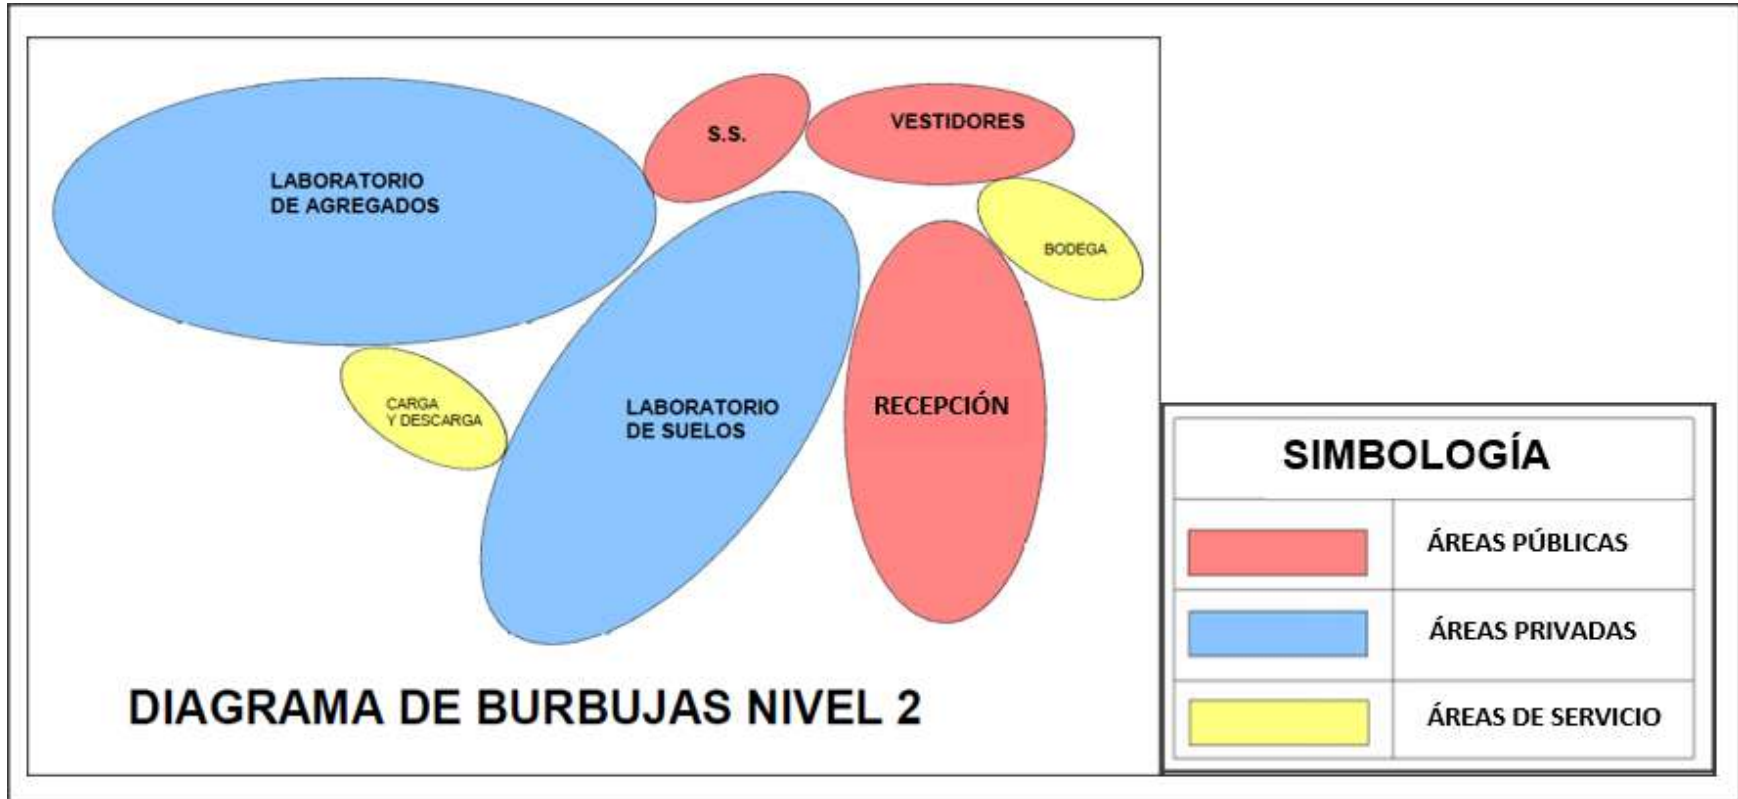 S.S.
VESTIDORES
LABORATORIO
DE AGREGADOS
BODEGA
CARGA
Y DESCARGA
LABORATORIO
DE SUELOS
RECEPCIÓN
DIAGRAMA DE BURBUJAS NIVEL 2
SIMBOLOGÍA
ÁREAS PÚBLICAS
ÁREAS PRIVADAS
ÁREAS DE SERVICIO